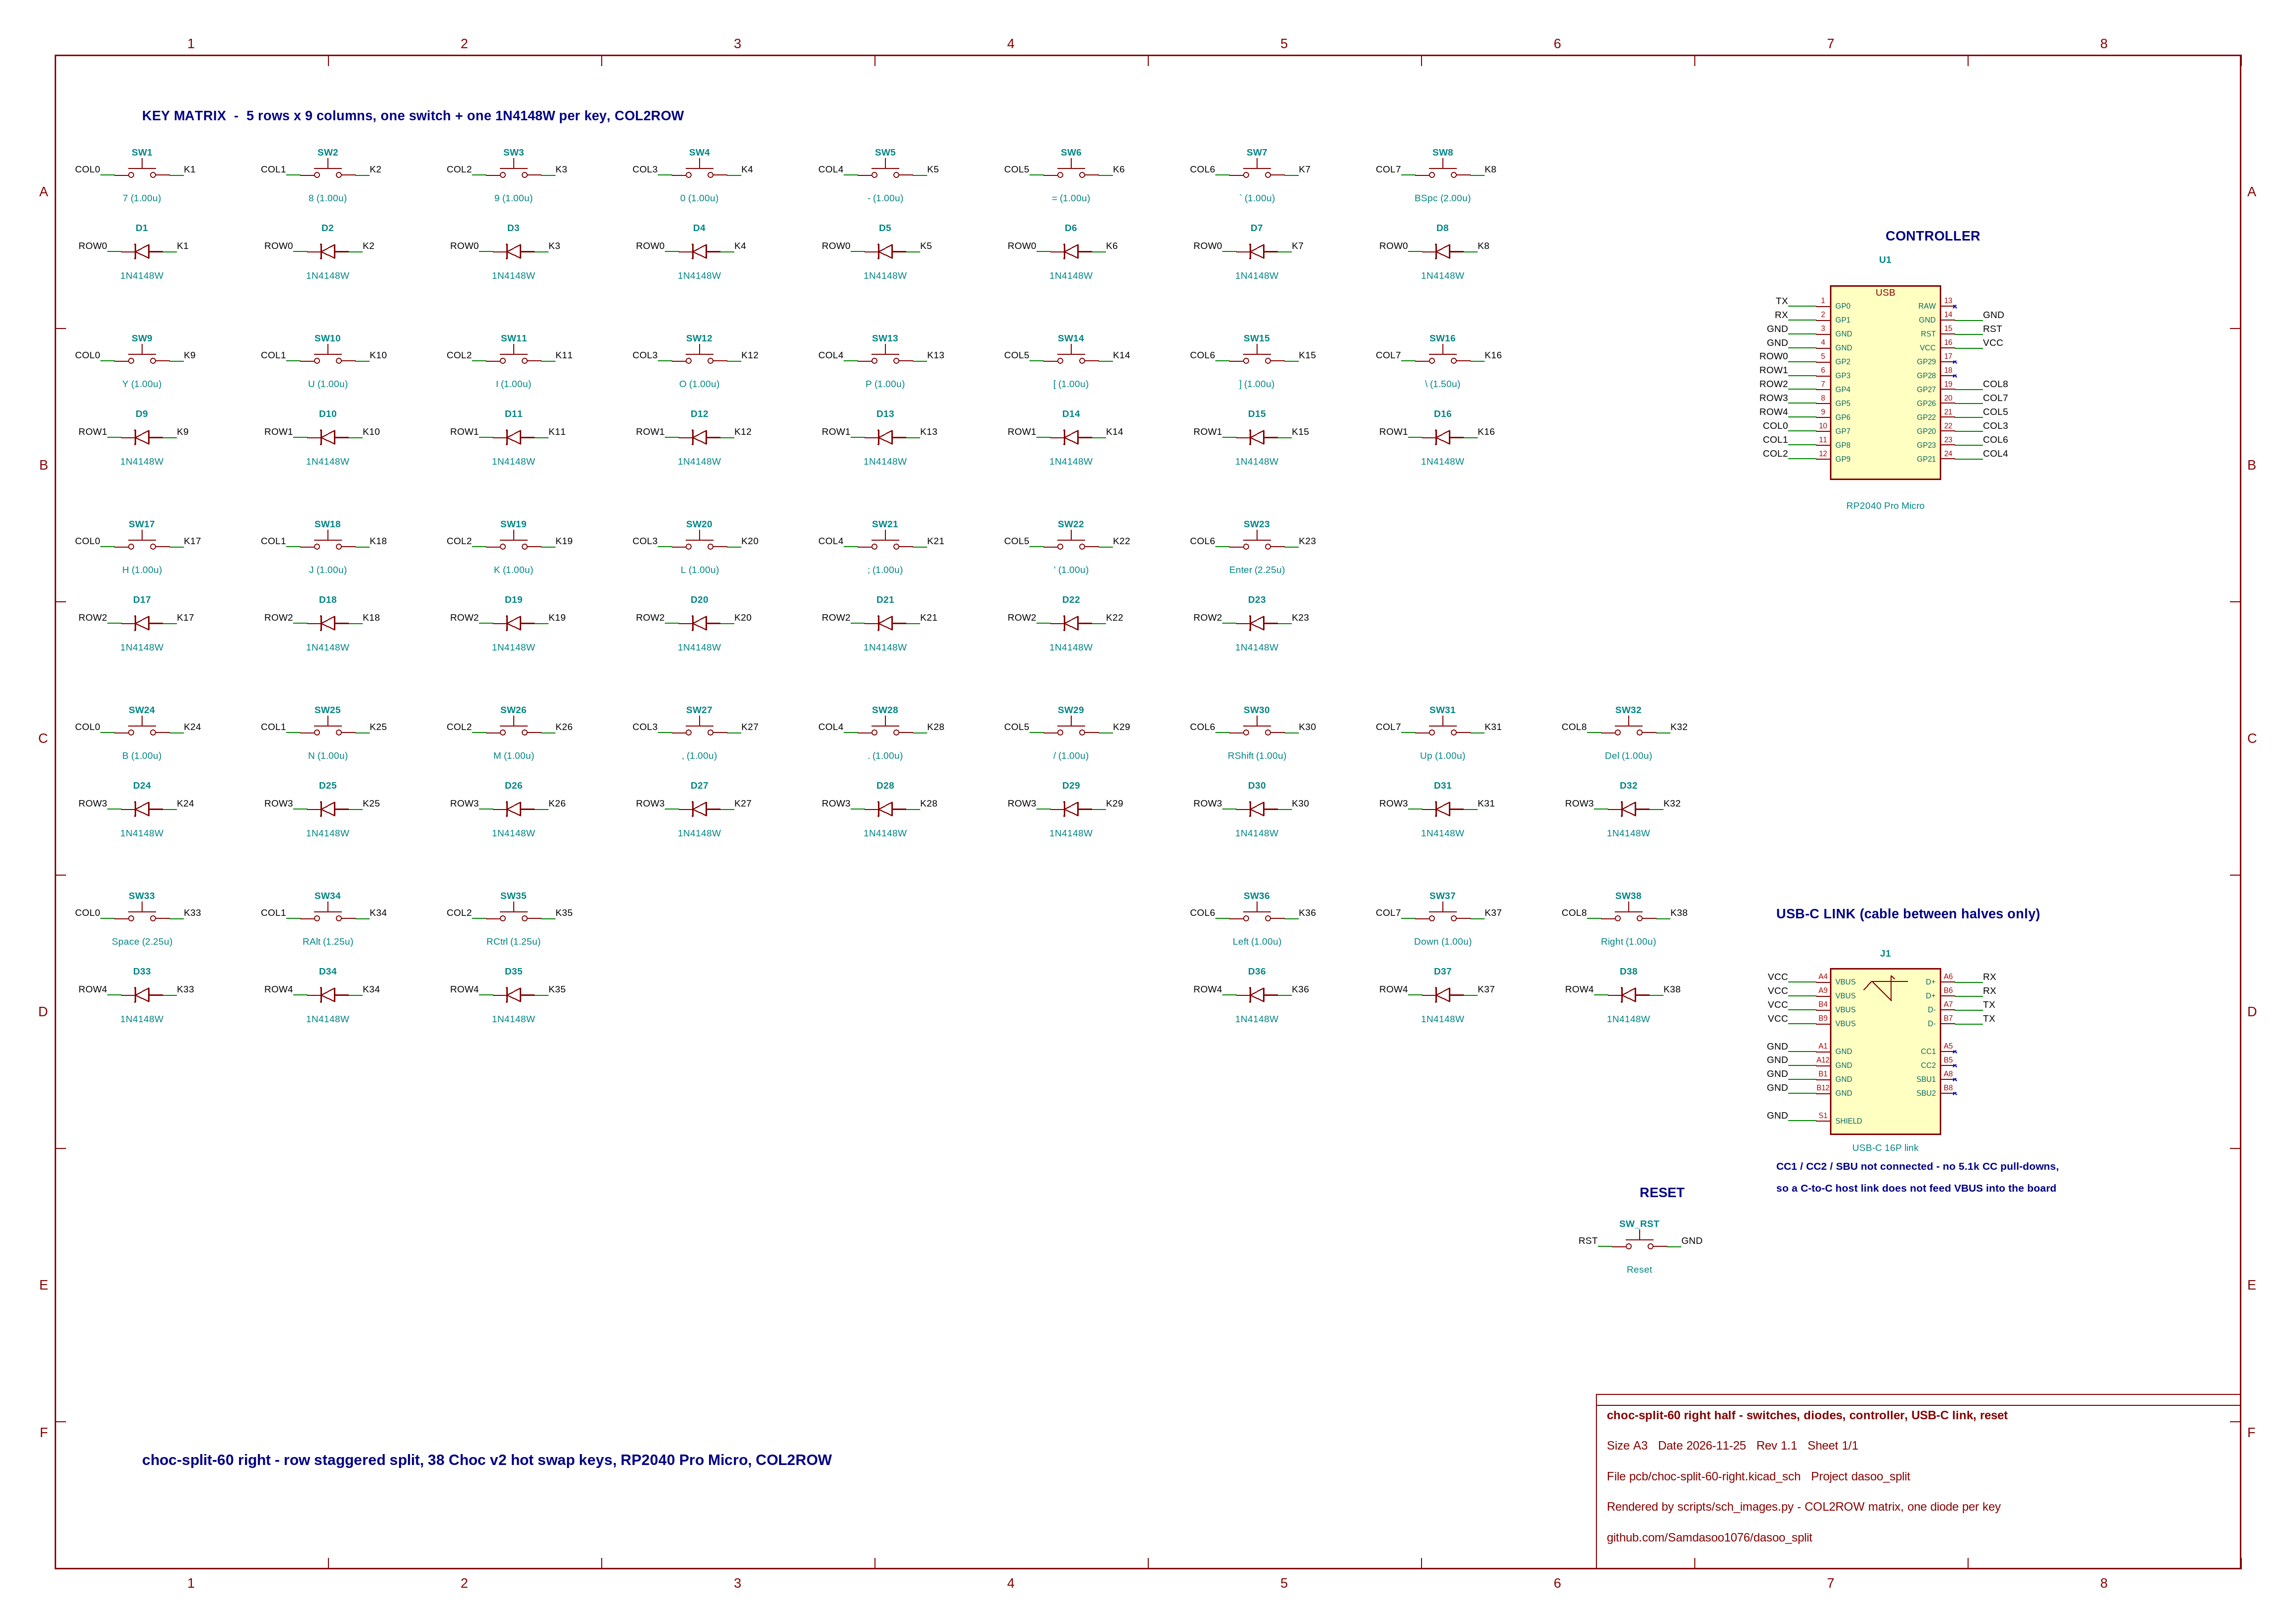 1 2 3 4 5 6 7 8
KEY MATRIX - 5 rows x 9 columns, one switch + one 1N4148W per key, COL2ROW
SW1 SW2 SW3 SW4 SW5 SW6 SW7 SW8
COL0 K1 COL1 K2 COL2 K3 COL3 K4 COL4 K5 COL5 K6 COL6 K7 COL7 K8
A A
7 (1.00u) 8 (1.00u) 9 (1.00u) 0 (1.00u) - (1.00u) = (1.00u) ` (1.00u) BSpc (2.00u)
D1 D2 D3 D4 D5 D6 D7 D8
ROW0 K1 ROW0 K2 ROW0 K3 ROW0 K4 ROW0 K5 ROW0 K6 ROW0 K7 ROW0 K8
1N4148W 1N4148W 1N4148W 1N4148W 1N4148W 1N4148W 1N4148W 1N4148W
SW9 SW10 SW11 SW12 SW13 SW14 SW15 SW16
COL0 K9 COL1 K10 COL2 K11 COL3 K12 COL4 K13 COL5 K14 COL6 K15 COL7 K16
Y (1.00u) U (1.00u) I (1.00u) O (1.00u) P (1.00u) [ (1.00u) ] (1.00u) \ (1.50u)
D9 D10 D11 D12 D13 D14 D15 D16
ROW1 K9 ROW1 K10 ROW1 K11 ROW1 K12 ROW1 K13 ROW1 K14 ROW1 K15 ROW1 K16
1N4148W 1N4148W 1N4148W 1N4148W 1N4148W 1N4148W 1N4148W 1N4148W
B B
CONTROLLER
U1
USB
TX 1 GP0 RAW 13
RX 2 GP1 GND 14 GND
GND 3 GND RST 15 RST
GND 4 GND VCC 16 VCC
ROW0 5 GP2 GP29 17
ROW1 6 GP3 GP28 18
ROW2 7 GP4 GP27 19 COL8
ROW3 8 GP5 GP26 20 COL7
ROW4 9 GP6 GP22 21 COL5
COL0 10 GP7 GP20 22 COL3
COL1 11 GP8 GP23 23 COL6
COL2 12 GP9 GP21 24 COL4
RP2040 Pro Micro
SW17 SW18 SW19 SW20 SW21 SW22 SW23
COL0 K17 COL1 K18 COL2 K19 COL3 K20 COL4 K21 COL5 K22 COL6 K23
H (1.00u) J (1.00u) K (1.00u) L (1.00u) ; (1.00u) ' (1.00u) Enter (2.25u)
D17 D18 D19 D20 D21 D22 D23
ROW2 K17 ROW2 K18 ROW2 K19 ROW2 K20 ROW2 K21 ROW2 K22 ROW2 K23
1N4148W 1N4148W 1N4148W 1N4148W 1N4148W 1N4148W 1N4148W
SW24 SW25 SW26 SW27 SW28 SW29 SW30 SW31 SW32
COL0 K24 COL1 K25 COL2 K26 COL3 K27 COL4 K28 COL5 K29 COL6 K30 COL7 K31 COL8 K32
C C
B (1.00u) N (1.00u) M (1.00u) , (1.00u) . (1.00u) / (1.00u) RShift (1.00u) Up (1.00u) Del (1.00u)
D24 D25 D26 D27 D28 D29 D30 D31 D32
ROW3 K24 ROW3 K25 ROW3 K26 ROW3 K27 ROW3 K28 ROW3 K29 ROW3 K30 ROW3 K31 ROW3 K32
1N4148W 1N4148W 1N4148W 1N4148W 1N4148W 1N4148W 1N4148W 1N4148W 1N4148W
SW33 SW34 SW35 SW36 SW37 SW38
COL0 K33 COL1 K34 COL2 K35 COL6 K36 COL7 K37 COL8 K38
Space (2.25u) RAlt (1.25u) RCtrl (1.25u) Left (1.00u) Down (1.00u) Right (1.00u)
D33 D34 D35 D36 D37 D38
ROW4 K33 ROW4 K34 ROW4 K35 ROW4 K36 ROW4 K37 ROW4 K38
1N4148W 1N4148W 1N4148W 1N4148W 1N4148W 1N4148W
D D
USB-C LINK (cable between halves only)
J1
VCC A4 VBUS D+ A6 RX
VCC A9 VBUS D+ B6 RX
VCC B4 VBUS D- A7 TX
VCC B9 VBUS D- B7 TX
GND A1 GND CC1 A5
GND A12 GND CC2 B5
GND B1 GND SBU1 A8
GND B12 GND SBU2 B8
GND S1 SHIELD
USB-C 16P link
CC1 / CC2 / SBU not connected - no 5.1k CC pull-downs,
so a C-to-C host link does not feed VBUS into the board
RESET
SW_RST
RST GND
Reset
E E
choc-split-60 right half - switches, diodes, controller, USB-C link, reset
F F
Size A3 Date 2026-11-25 Rev 1.1 Sheet 1/1
choc-split-60 right - row staggered split, 38 Choc v2 hot swap keys, RP2040 Pro Micro, COL2ROW
File pcb/choc-split-60-right.kicad_sch Project dasoo_split
Rendered by scripts/sch_images.py - COL2ROW matrix, one diode per key
github.com/Samdasoo1076/dasoo_split
1 2 3 4 5 6 7 8